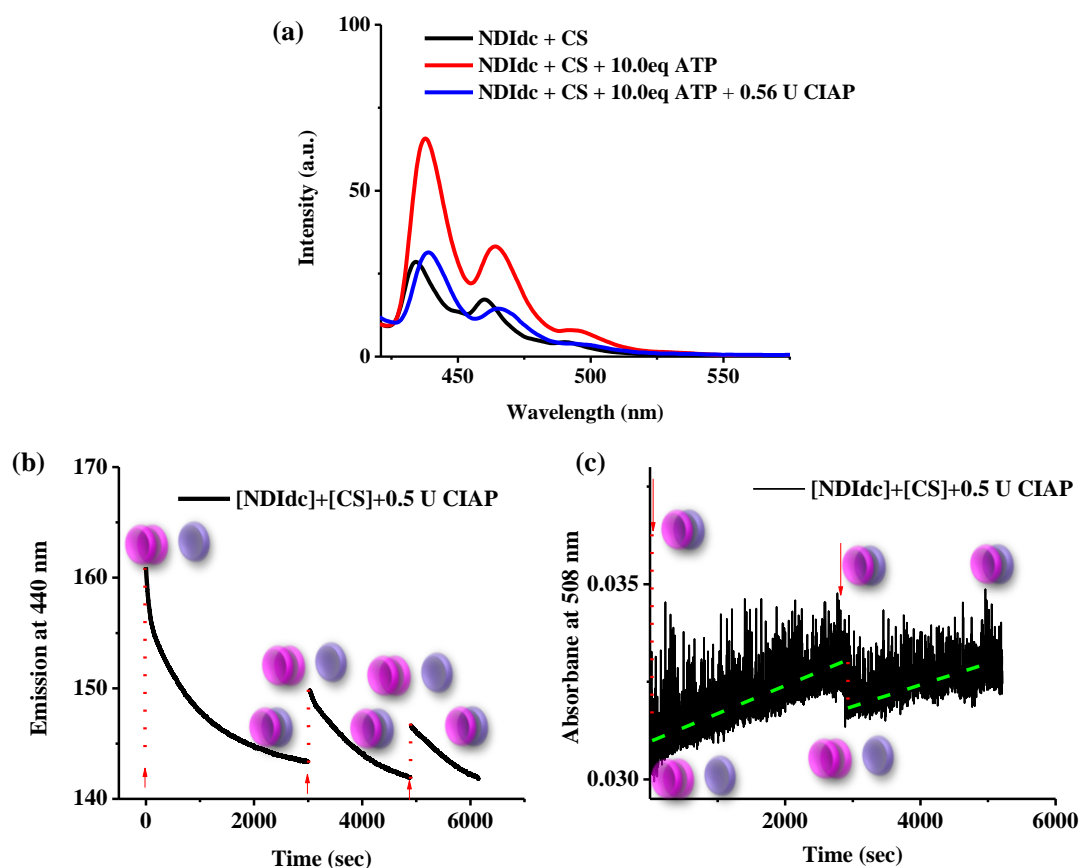 (a)
NDIdc + CS
NDIdc + CS + 10.0eq ATP
NDIdc + CS + 10.0eq ATP + 0.56 U CIAP
100
50
0
Intensity (a.u.)
450 500 550
Wavelength (nm)
(b)
[NDIdc]+[CS]+0.5 U CIAP
170
160
150
140
Emission at 440 nm
0 2000 4000 6000
Time (sec)
(c)
[NDIdc]+[CS]+0.5 U CIAP
0.035
0.030
Absorbane at 508 nm
2000 4000 6000
Time (sec)